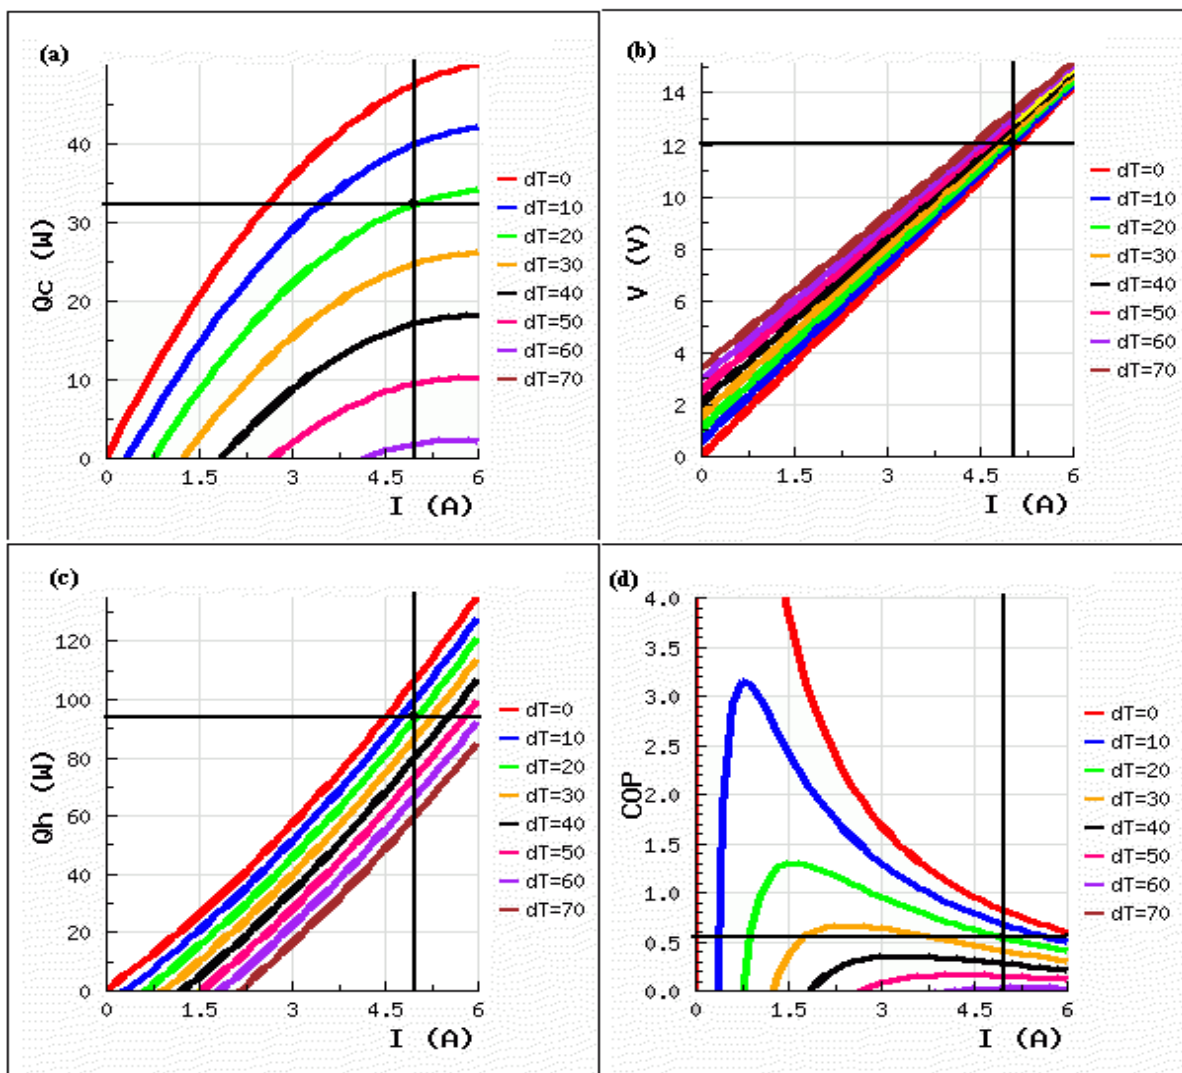 (a)
Qc (W)
40
30
20
10
0
0 1.5 3 4.5 6
I (A)
dT=0
dT=10
dT=20
dT=30
dT=40
dT=50
dT=60
dT=70
(b)
V (V)
14
12
10
8
6
4
2
0
0 1.5 3 4.5 6
I (A)
dT=0
dT=10
dT=20
dT=30
dT=40
dT=50
dT=60
dT=70
(c)
Qh (W)
120
100
80
60
40
20
0
0 1.5 3 4.5 6
I (A)
dT=0
dT=10
dT=20
dT=30
dT=40
dT=50
dT=60
dT=70
(d)
COP
4.0
3.5
3.0
2.5
2.0
1.5
1.0
0.5
0.0
0 1.5 3 4.5 6
I (A)
dT=0
dT=10
dT=20
dT=30
dT=40
dT=50
dT=60
dT=70